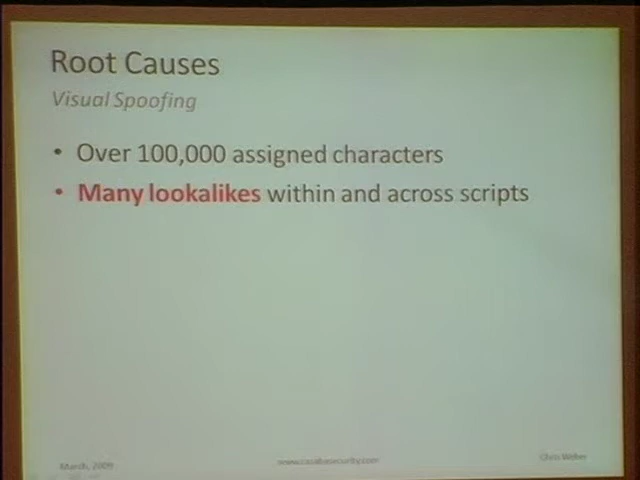 Root Causes
Visual Spoofing
• Over 100,000 assigned characters
• Many lookalikes within and across scripts
March, 2009
www.casabasecurity.com
Chris Weber